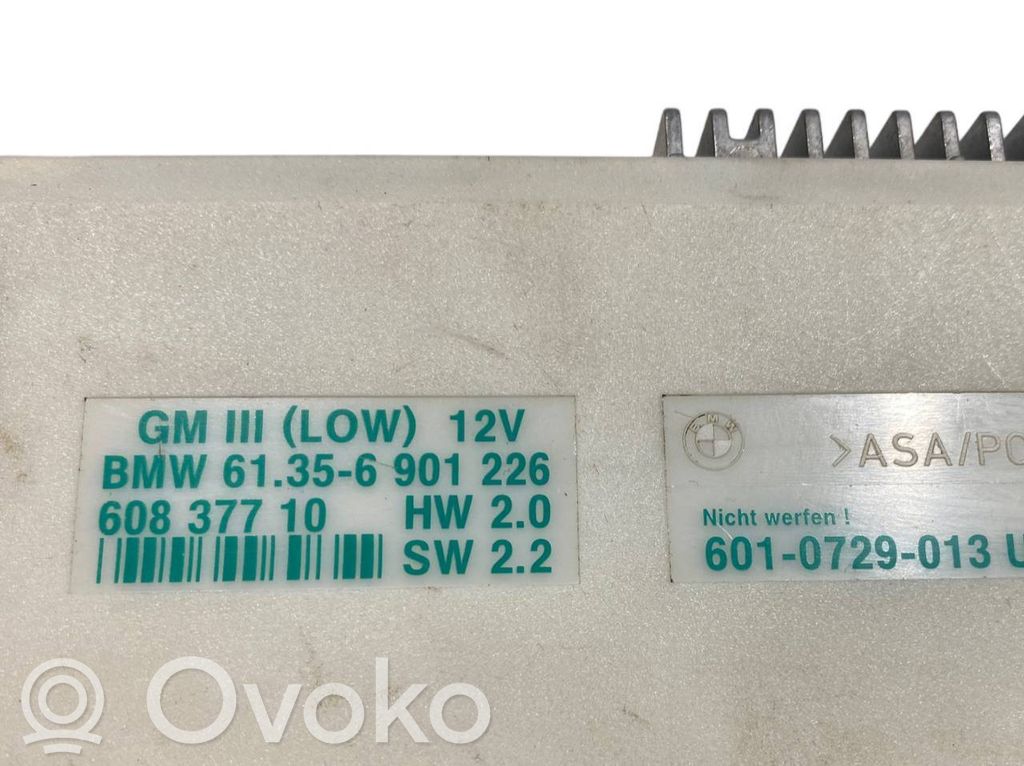 GM III (LOW) 12V
BMW 61.35-6 901 226
608 377 10 HW 2.0
SW 2.2
BMW
>ASA/PC
Nicht werfen !
601-0729-013 U
Ovoko